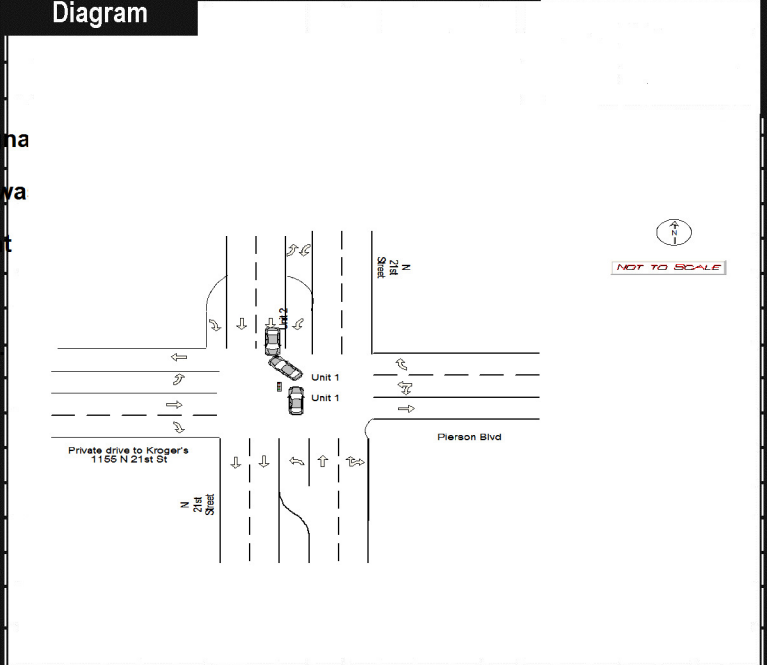 Diagram
na
wa
t
N
NOT TO SCALE
N
21st
Street
Unit 2
Unit 1
Unit 1
Private drive to Kroger's
1155 N 21st St
Pierson Blvd
N
21st
Street